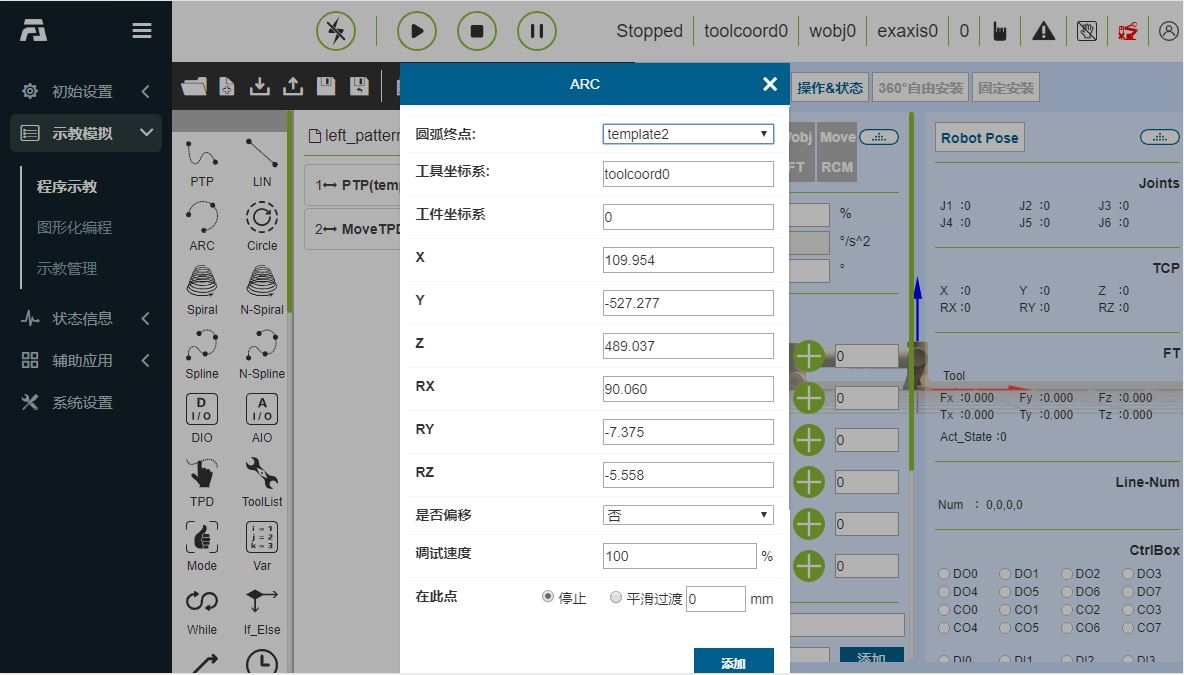 Stopped
toolcoord0
wobj0
exaxis0
0
初始设置
示教模拟
程序示教
图形化编程
示教管理
状态信息
辅助应用
系统设置
PTP
LIN
ARC
Circle
Spiral
N-Spiral
Spline
N-Spline
D
I/O
DIO
A
I/O
AIO
TPD
ToolList
Mode
i = 1
j = 2
k = 3
Var
While
If_Else
left_pattern
1 PTP(tem
2 MoveTPD
ARC
圆弧终点:
template2
工具坐标系:
toolcoord0
工件坐标系
0
X
109.954
Y
-527.277
Z
489.037
RX
90.060
RY
-7.375
RZ
-5.558
是否偏移
否
调试速度
100
%
在此点
停止
平滑过渡
0
mm
添加
操作&状态
360°自由安装
固定安装
obj
Move
FT
RCM
%
°/s^2
°
0
0
0
0
0
0
添加
Robot Pose
Joints
J1 :0 J2 :0 J3 :0
J4 :0 J5 :0 J6 :0
TCP
X :0 Y :0 Z :0
RX :0 RY :0 RZ :0
FT
Tool
Fx :0.000 Fy :0.000 Fz :0.000
Tx :0.000 Ty :0.000 Tz :0.000
Act_State :0
Line-Num
Num : 0,0,0,0
CtrlBox
DO0 DO1 DO2 DO3
DO4 DO5 DO6 DO7
CO0 CO1 CO2 CO3
CO4 CO5 CO6 CO7
DI0 DI1 DI2 DI3